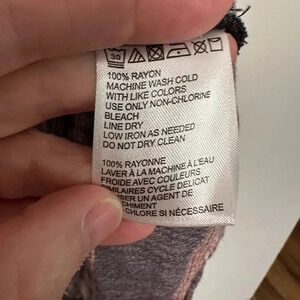 30
100% RAYON
MACHINE WASH COLD
WITH LIKE COLORS
USE ONLY NON-CHLORINE
BLEACH
LINE DRY
LOW IRON AS NEEDED
DO NOT DRY CLEAN
100% RAYONNE
LAVER À LA MACHINE À L'EAU
FROIDE AVEC COULEURS
SIMILAIRES CYCLE DELICAT
UN AGENT DE
CHLORE SI NÉCESSAIRE